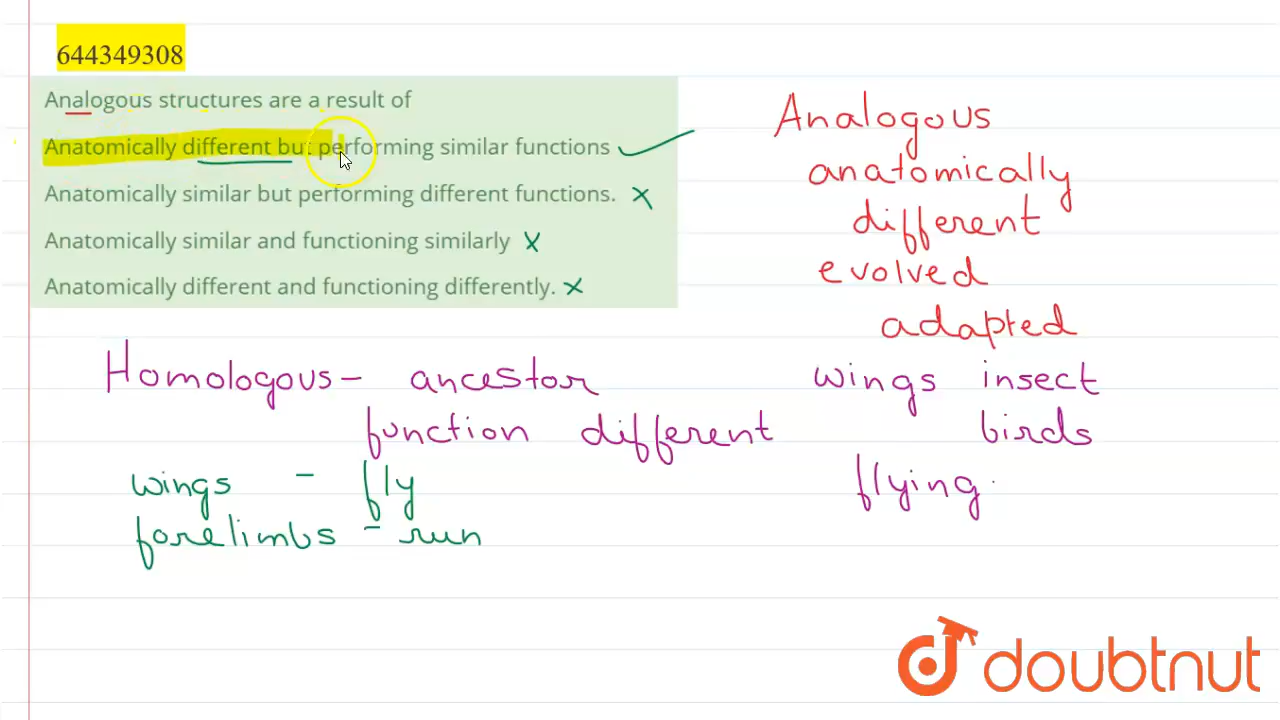 644349308
Analogous structures are a result of
Anatomically different but performing similar functions
Anatomically similar but performing different functions.
Anatomically similar and functioning similarly
Anatomically different and functioning differently.
Analogous
anatomically
different
evolved
adapted
wings insect
birds
flying
Homologous - ancestor
function different
wings - fly
forelimbs - run
doubtnut